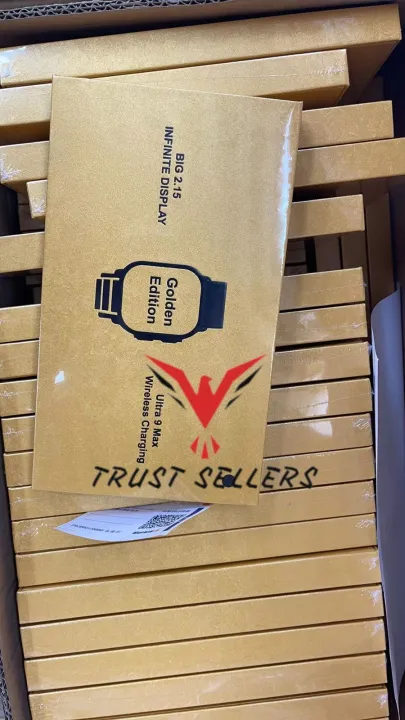 BIG 2.15
INFINITE DISPLAY
Golden
Edition
Ultra 9 Max
Wireless Charging
TRUST SELLERS